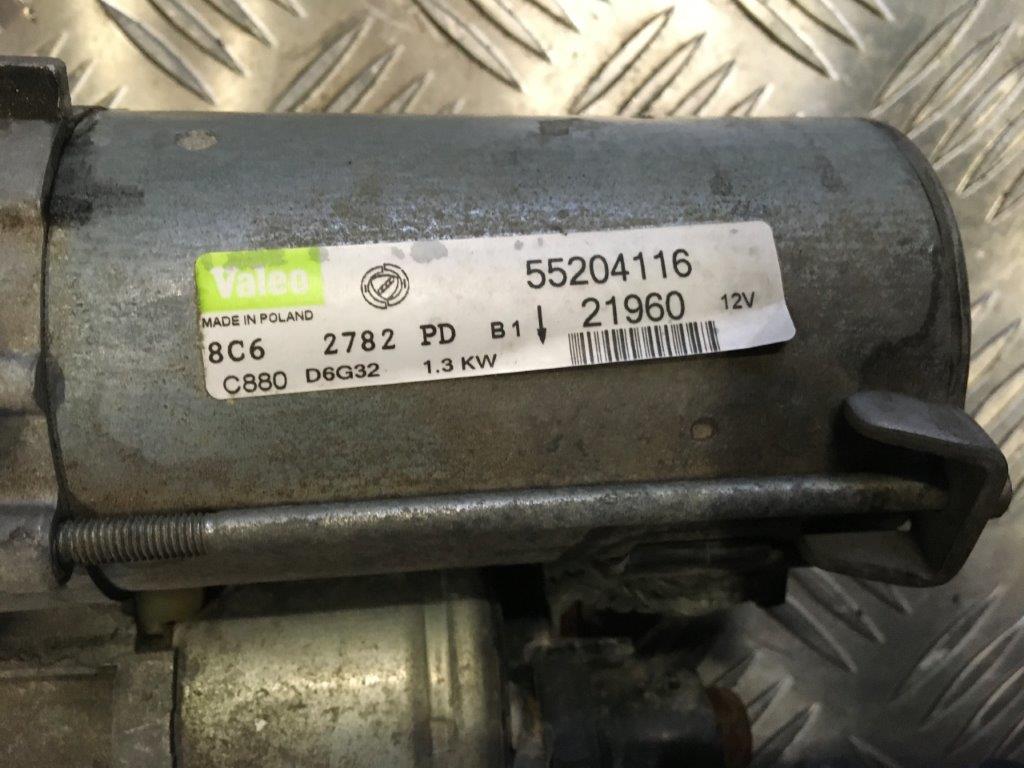 Valeo
MADE IN POLAND
55204116
21960 12V
8C6 2782 PD B1
C880 D6G32 1.3 KW